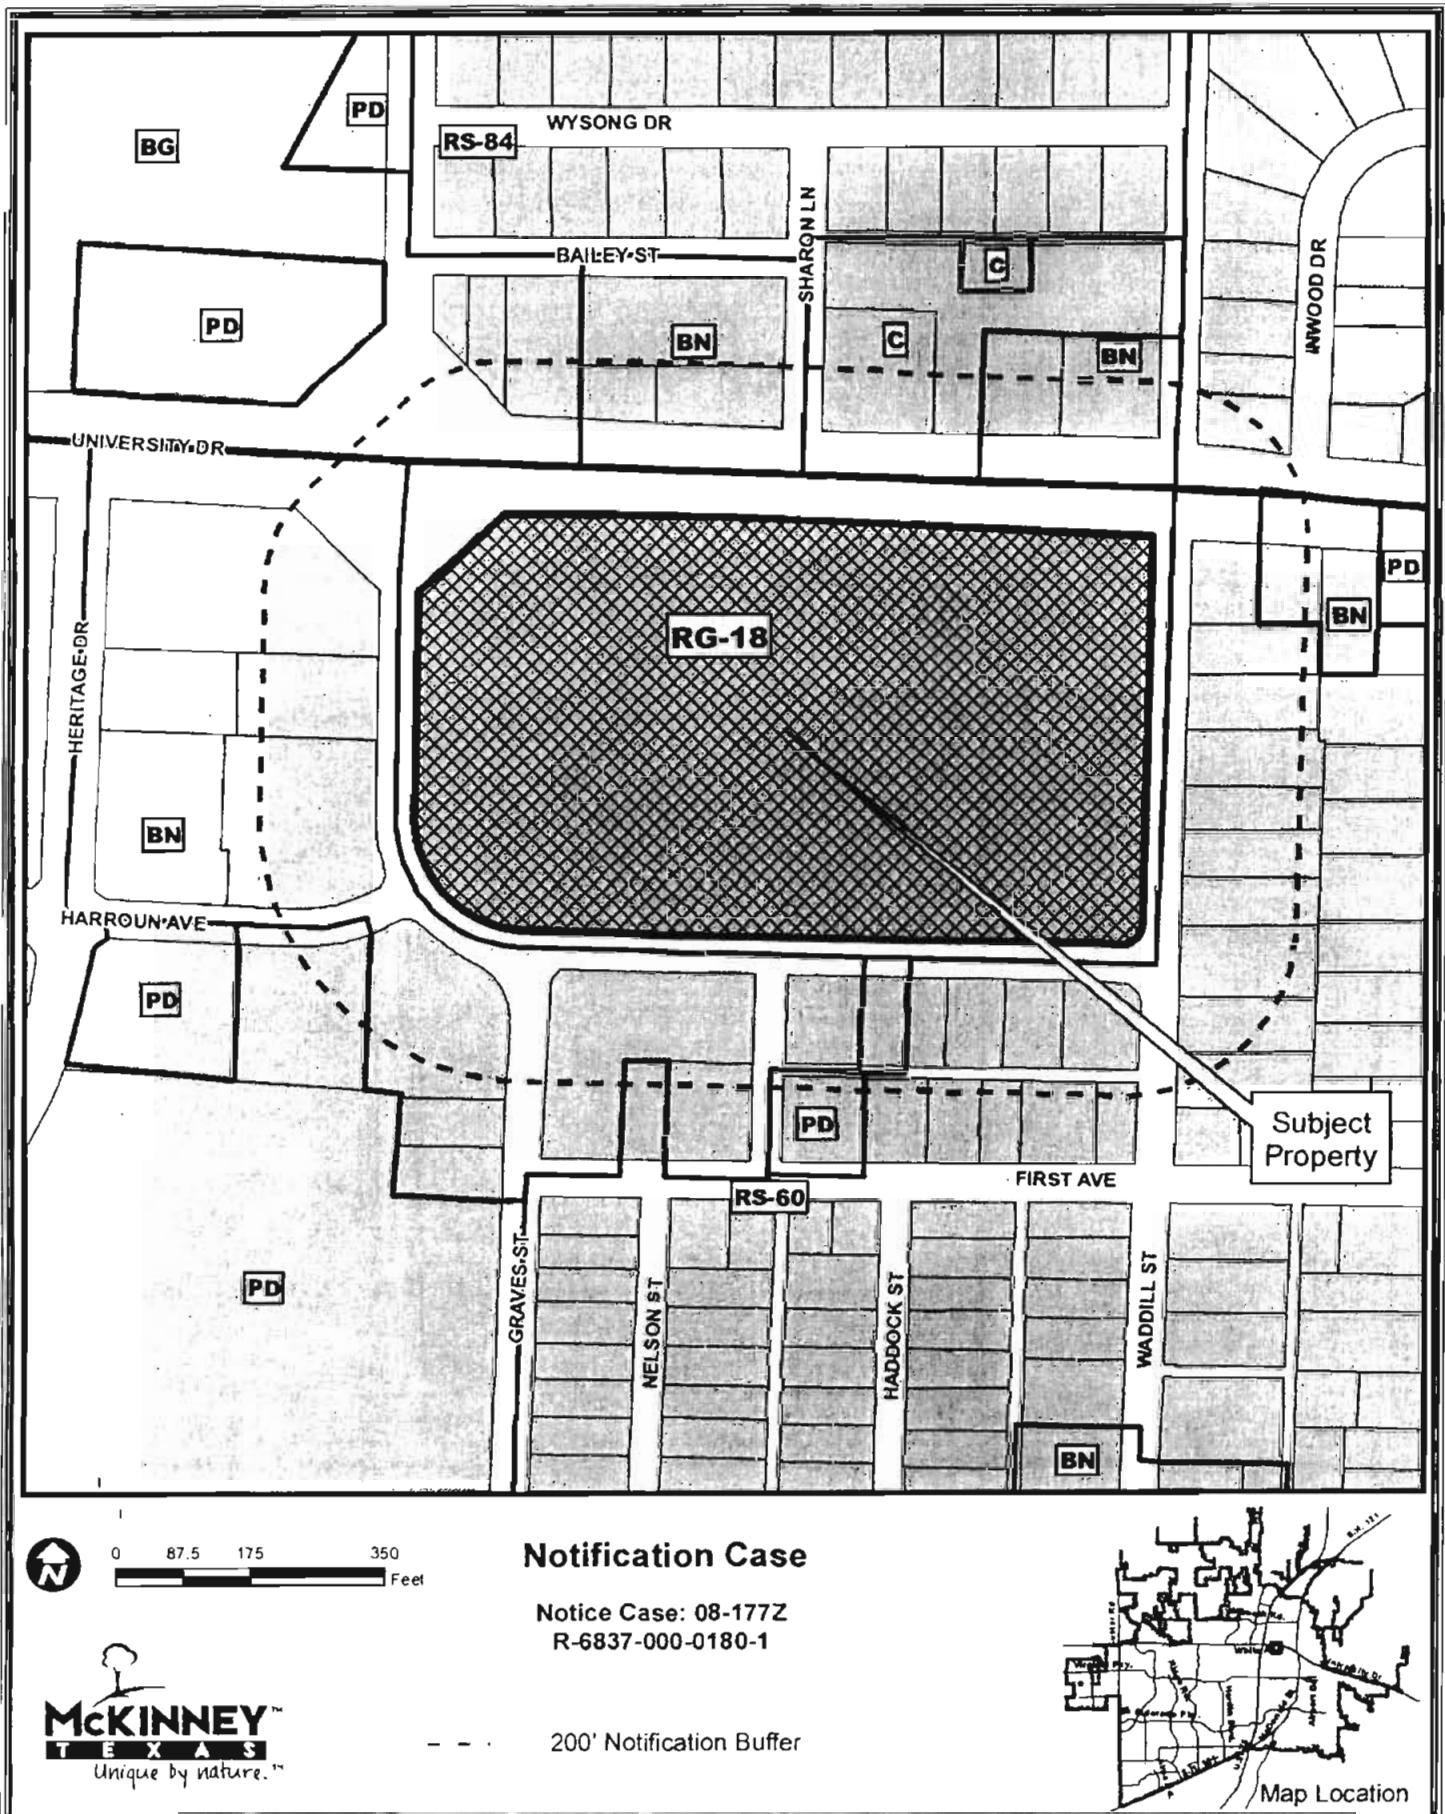 PD
BG
RS-84
WYSONG DR
SHARON LN
BAILEY ST
C
INWOOD DR
PD
BN
C
BN
UNIVERSITY DR
PD
BN
RG-18
HERITAGE DR
BN
HARROUN AVE
PD
PD
Subject
Property
FIRST AVE
RS-60
PD
GRAVES ST
NELSON ST
HADDOCK ST
WADDILL ST
BN
N
0 87.5 175 350
Feet
Notification Case
Notice Case: 08-177Z
R-6837-000-0180-1
McKINNEY™
TEXAS
Unique by nature.™
200' Notification Buffer
Map Location